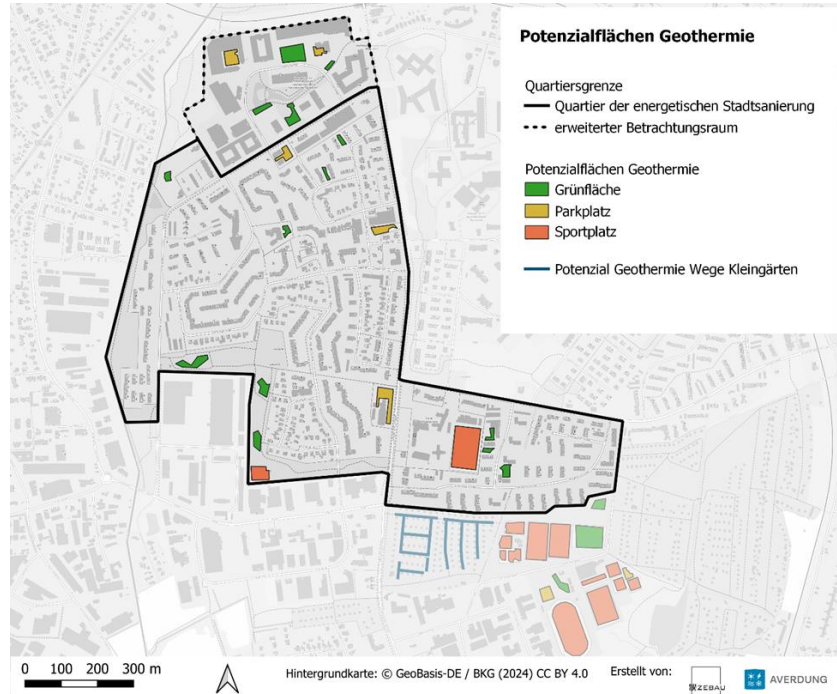 Potenzialflächen Geothermie
Quartiersgrenze
Quartier der energetischen Stadtsanierung
erweiterter Betrachtungsraum
Potenzialflächen Geothermie
Grünfläche
Parkplatz
Sportplatz
Potenzial Geothermie Wege Kleingärten
0 100 200 300 m
Hintergrundkarte: © GeoBasis-DE / BKG (2024) CC BY 4.0
Erstellt von:
ZEBAU
AVERDUNG